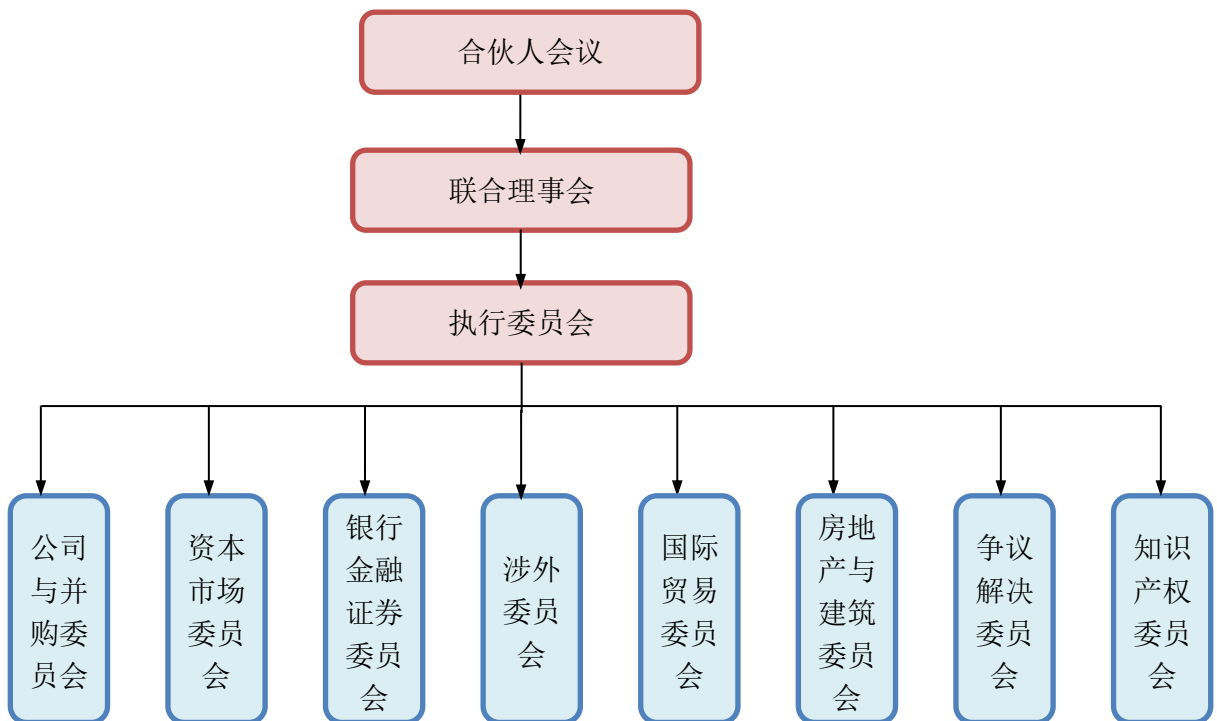 合伙人会议
联合理事会
执行委员会
公司
与并
购委
员会
资本
市场
委员
会
银行
金融
证券
委员
会
涉外
委员
会
国际
贸易
委员
会
房地
产与
建筑
委员
会
争议
解决
委员
会
知识
产权
委员
会